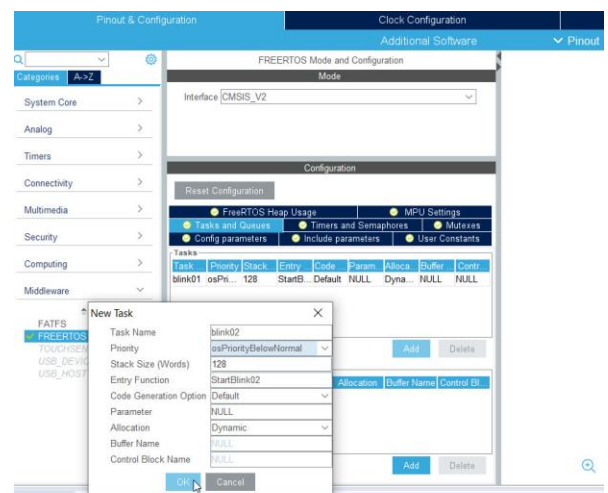 Pinout & Configuration
Clock Configuration
Additional Software
Pinout
Categories A->Z
System Core
Analog
Timers
Connectivity
Multimedia
Security
Computing
Middleware
FATFS
FREERTOS
TOUCHSEN
USB_DEVIC
USB_HOST
FREERTOS Mode and Configuration
Mode
Interface CMSIS_V2
Configuration
Reset Configuration
FreeRTOS Heap Usage MPU Settings
Tasks and Queues Timers and Semaphores Mutexes
Config parameters Include parameters User Constants
Tasks
Task Priority Stack... Entry... Code... Param... Alloca... Buffer... Contr...
blink01 osPri... 128 StartB... Default NULL Dyna... NULL NULL
Add Delete
Allocation Buffer Name Control Bl...
Add Delete
New Task
Task Name blink02
Priority osPriorityBelowNormal
Stack Size (Words) 128
Entry Function StartBlink02
Code Generation Option Default
Parameter NULL
Allocation Dynamic
Buffer Name NULL
Control Block Name NULL
OK Cancel